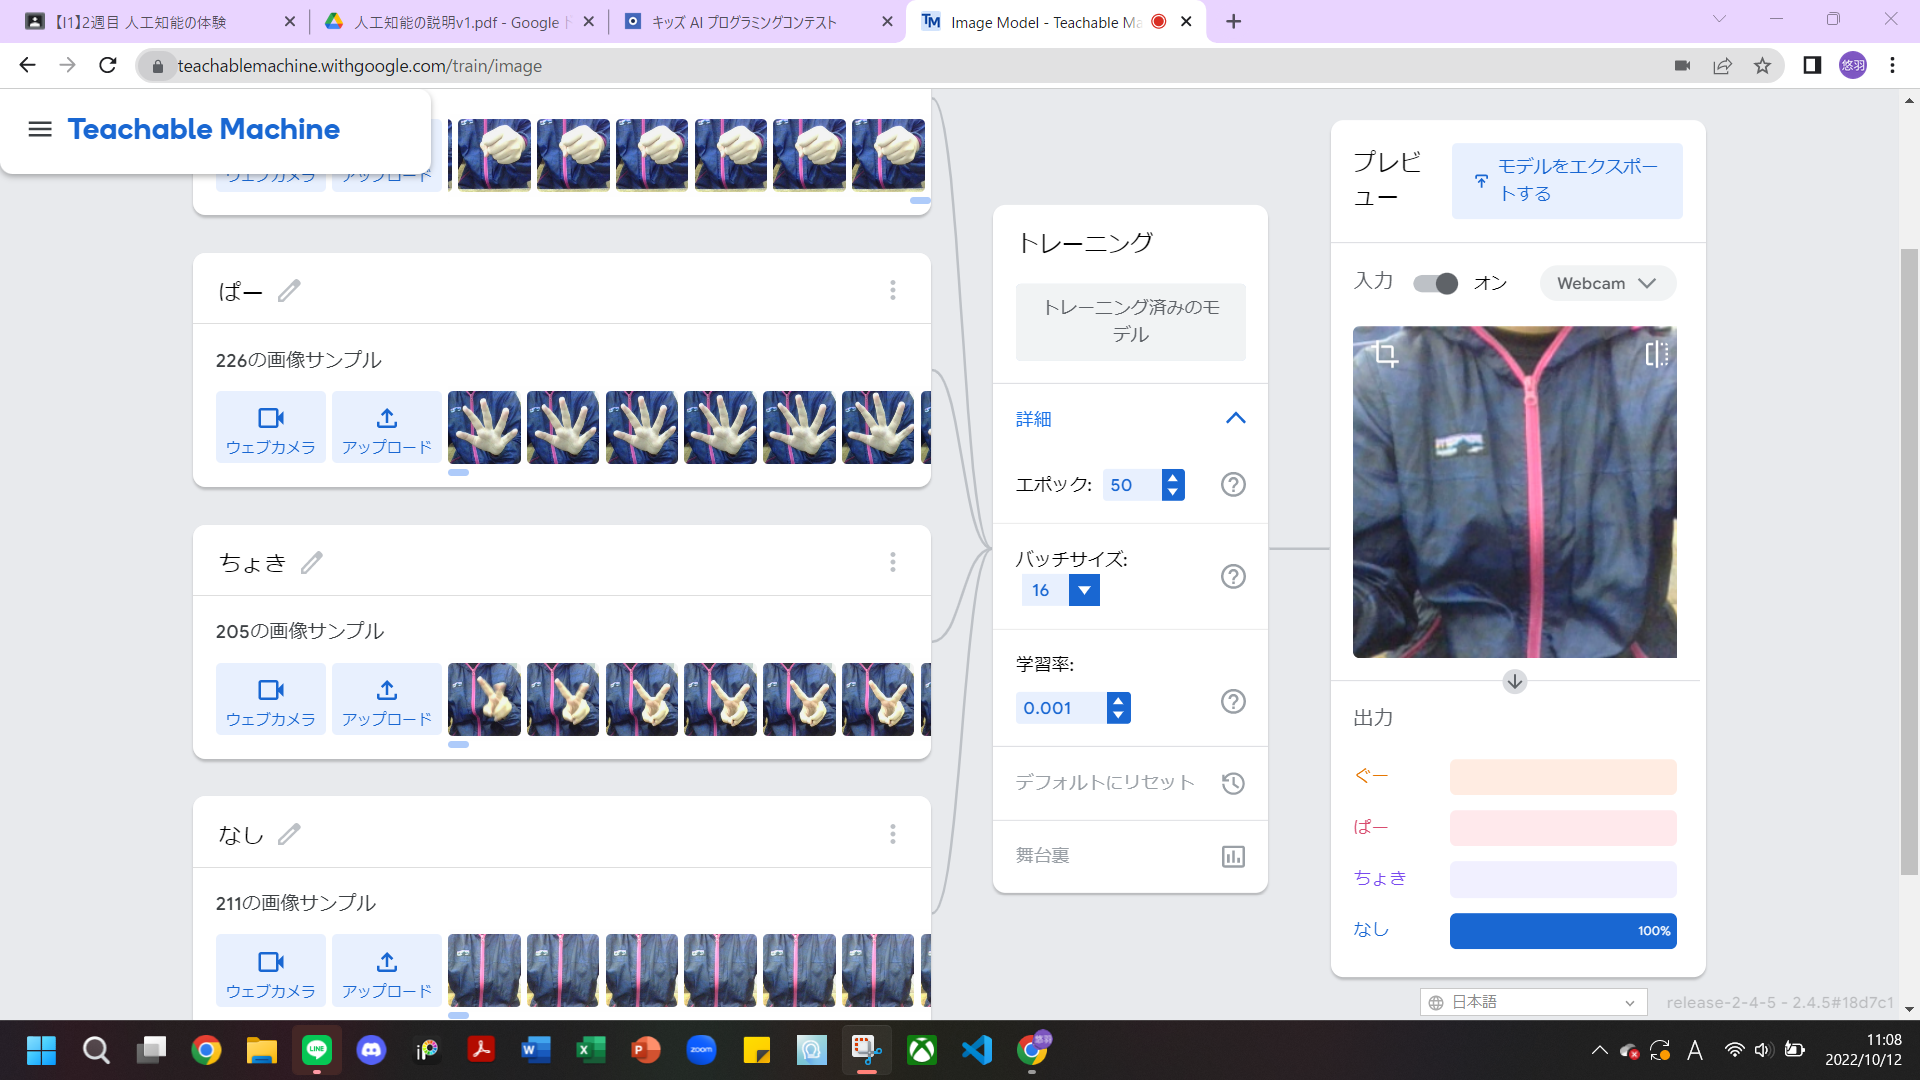 【I1】2週目 人工知能の体験
人工知能の説明v1.pdf - Google
キッズ AI プログラミングコンテスト
Image Model - Teachable Ma
teachablemachine.withgoogle.com/train/image
悠羽
Teachable Machine
ウェブカメラ
アップロード
ぱー
226の画像サンプル
ウェブカメラ
アップロード
ちょき
205の画像サンプル
ウェブカメラ
アップロード
なし
211の画像サンプル
ウェブカメラ
アップロード
トレーニング
トレーニング済みのモ
デル
詳細
エポック: 50
バッチサイズ:
16
学習率:
0.001
デフォルトにリセット
舞台裏
プレビ
ュー
モデルをエクスポー
トする
入力 オン Webcam
出力
ぐー
ぱー
ちょき
なし 100%
日本語
release-2-4-5 - 2.4.5#18d7c1
LINE
zoom
悠羽
A
11:08
2022/10/12